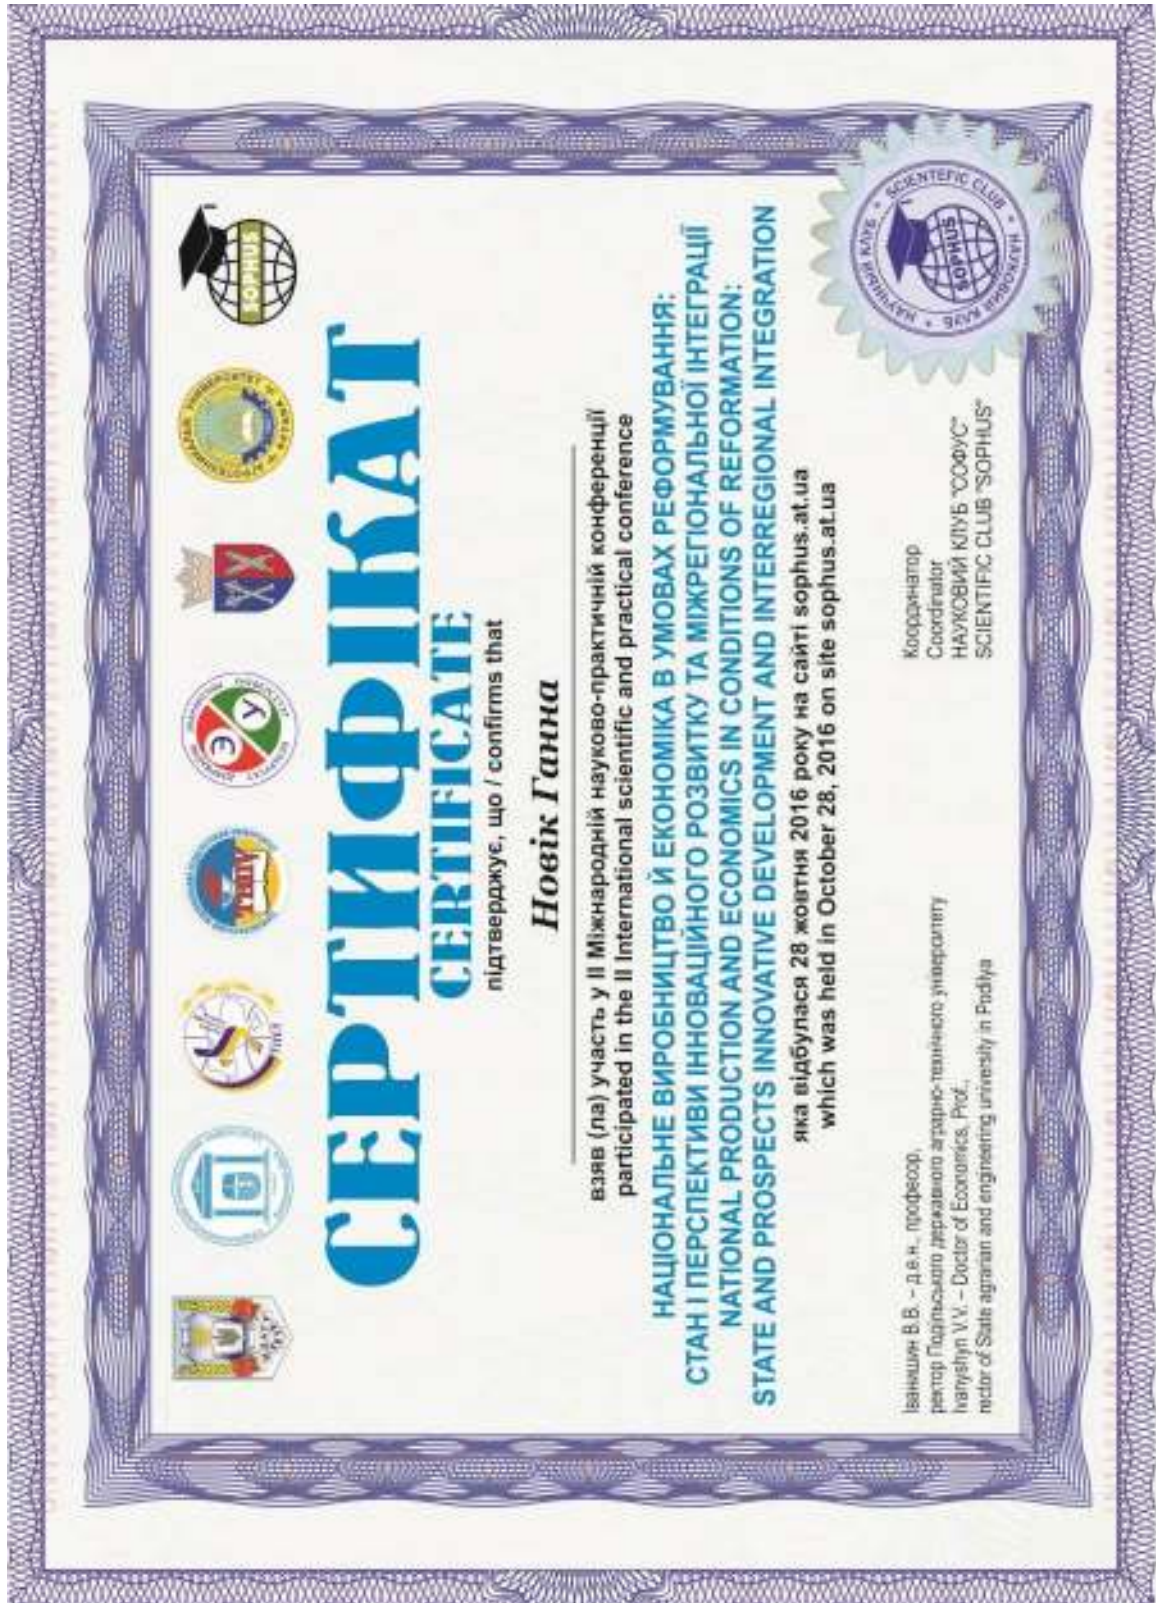 SOPHUS
СЕРТИФІКАТ
CERTIFICATE
підтверджує, що / confirms that
Новік Ганна
взяв (ла) участь у ІІ Міжнародній науково-практичній конференції
participated in the II International scientific and practical conference
НАЦІОНАЛЬНЕ ВИРОБНИЦТВО Й ЕКОНОМІКА В УМОВАХ РЕФОРМУВАННЯ:
СТАН І ПЕРСПЕКТИВИ ІННОВАЦІЙНОГО РОЗВИТКУ ТА МІЖРЕГІОНАЛЬНОЇ ІНТЕГРАЦІЇ
NATIONAL PRODUCTION AND ECONOMICS IN CONDITIONS OF REFORMATION:
STATE AND PROSPECTS INNOVATIVE DEVELOPMENT AND INTERREGIONAL INTEGRATION
яка відбулася 28 жовтня 2016 року на сайті sophus.at.ua
which was held in October 28, 2016 on site sophus.at.ua
Іванишин В.В. – д.е.н., професор,
ректор Подільського державного аграрно-технічного університету
Ivanyshyn V.V. – Doctor of Economics, Prof.,
rector of State agrarian and engineering university in Podilya
Координатор
Coordinator
НАУКОВИЙ КЛУБ "СОФУС"
SCIENTIFIC CLUB "SOPHUS"
НАУЧНЫЙ КЛУБ * SCIENTEFIC CLUB * НАУКОВИЙ КЛУБ *
SOPHUS